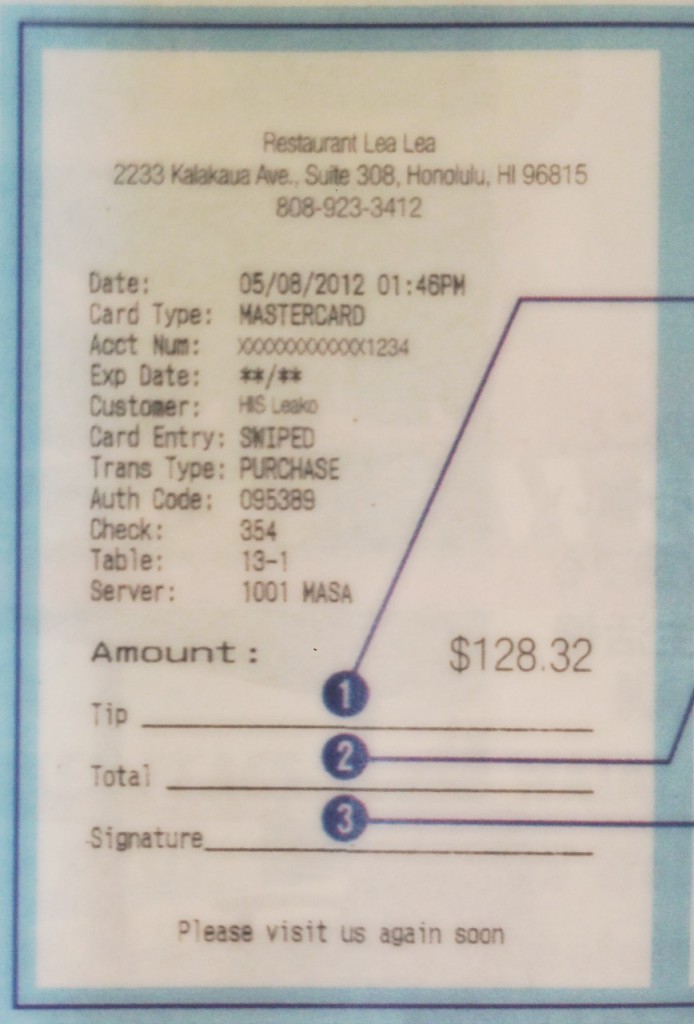 Restaurant Lea Lea
2233 Kalakaua Ave., Suite 308, Honolulu, HI 96815
808-923-3412
Date: 05/08/2012 01:46PM
Card Type: MASTERCARD
Acct Num: XXXXXXXXXXXX1234
Exp Date: **/**
Customer: HIS Leako
Card Entry: SWIPED
Trans Type: PURCHASE
Auth Code: 095389
Check: 354
Table: 13-1
Server: 1001 MASA
Amount: $128.32
1
Tip
2
Total
3
Signature
Please visit us again soon